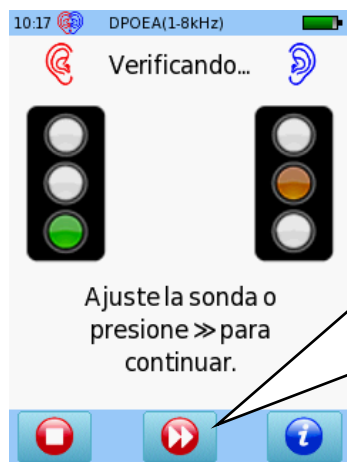 10:17 DPOEA(1-8kHz)
Verificando...
Ajuste la sonda o
presione ≫ para
continuar.
i